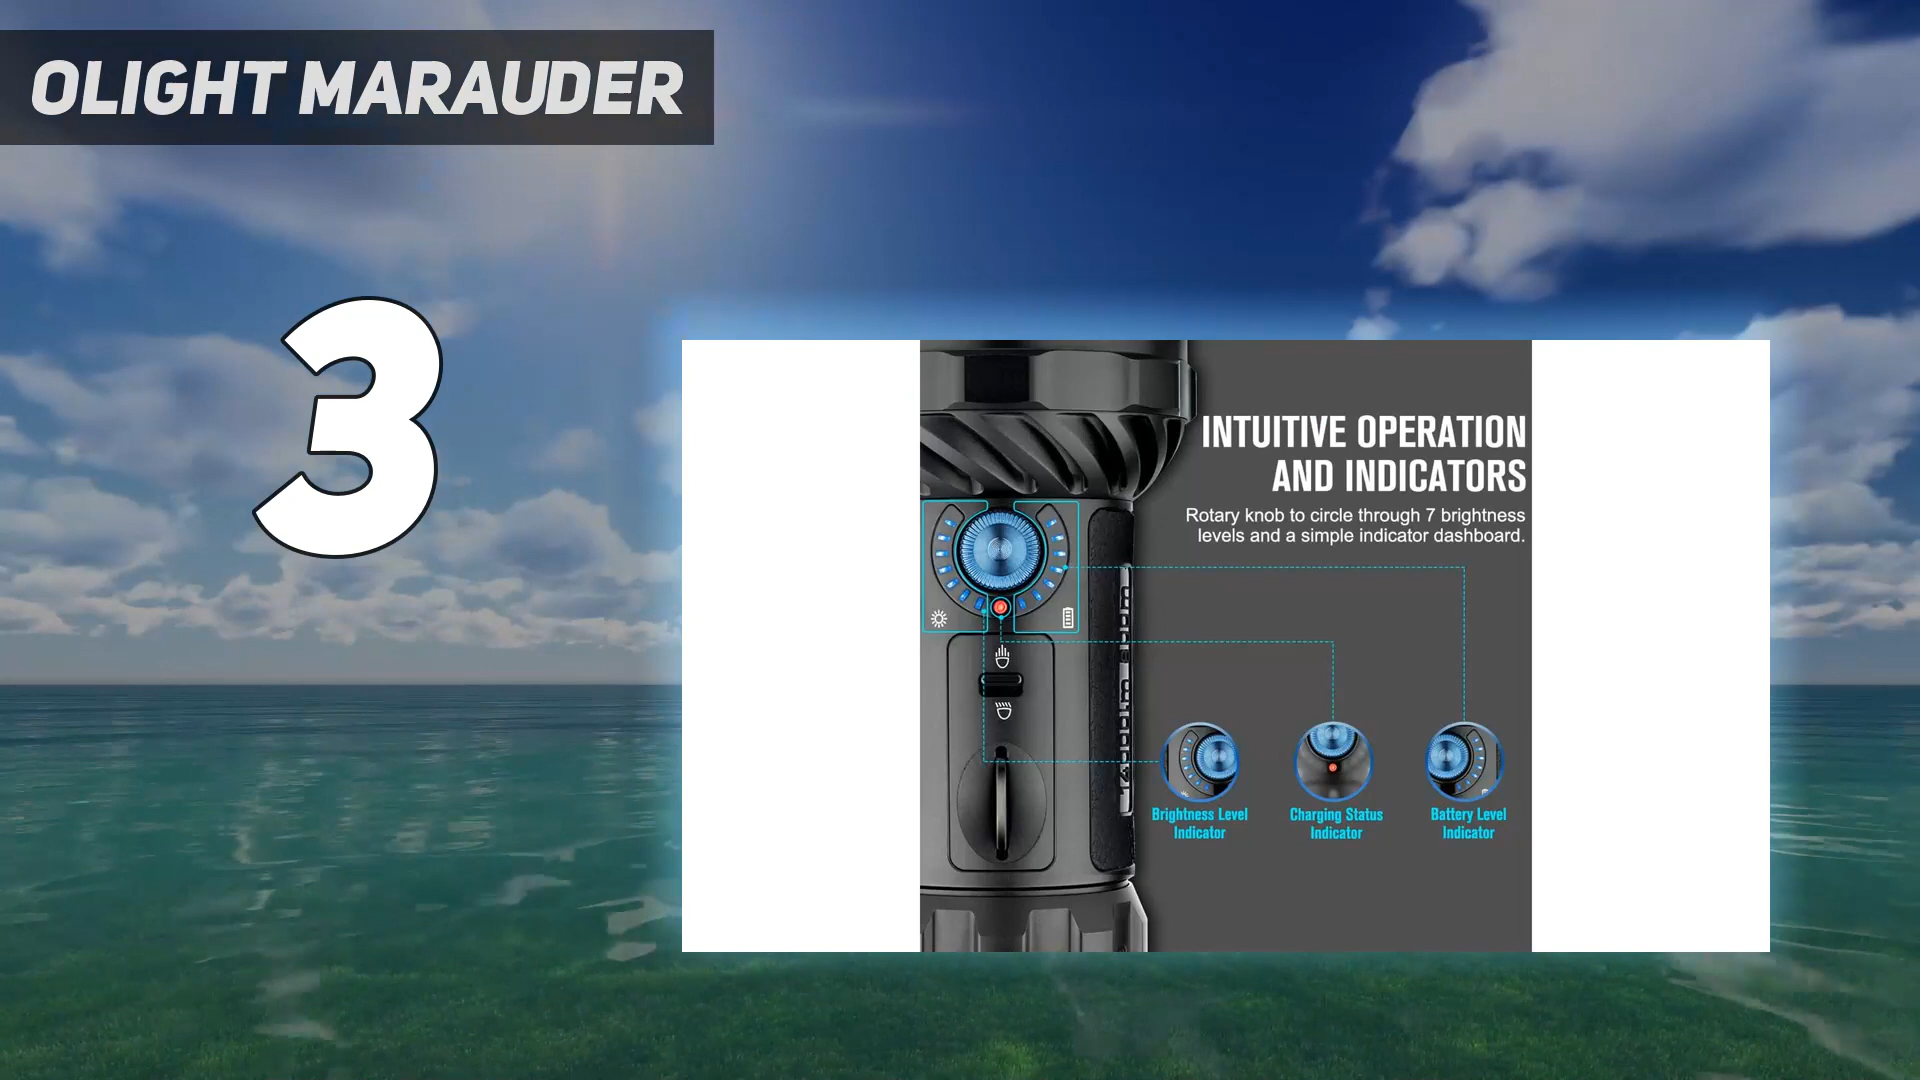 OLIGHT MARAUDER
3
INTUITIVE OPERATION
AND INDICATORS
Rotary knob to circle through 7 brightness
levels and a simple indicator dashboard.
Brightness Level
Indicator
Charging Status
Indicator
Battery Level
Indicator